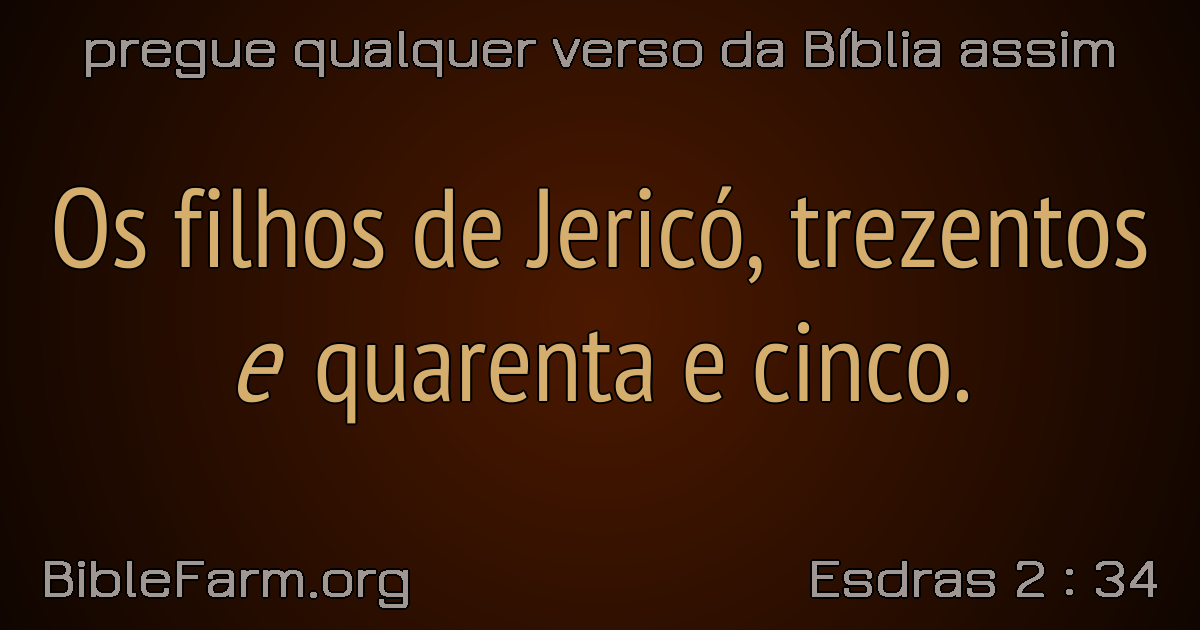 pregue qualquer verso da Bíblia assim
Os filhos de Jericó, trezentos
e quarenta e cinco.
BibleFarm.org
Esdras 2 : 34